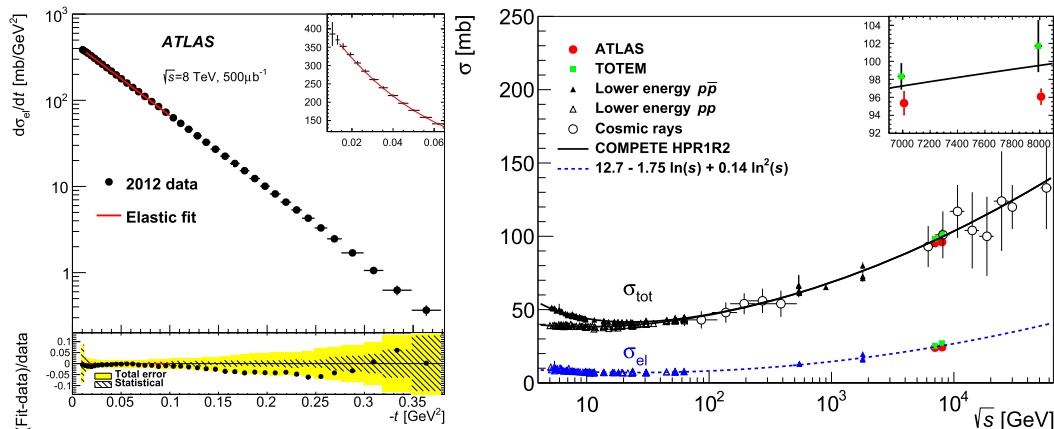 dσel/dt [mb/GeV²]
10³
10²
10
1
ATLAS
√s=8 TeV, 500μb⁻¹
2012 data
Elastic fit
400
350
300
250
200
150
0.02 0.04 0.06
(Fit-data)/data
0.1
0.05
0
-0.05
-0.1
Total error
Statistical
0 0.05 0.1 0.15 0.2 0.25 0.3 0.35
-t [GeV²]
σ [mb]
250
200
150
100
50
0
ATLAS
TOTEM
Lower energy pp̅
Lower energy pp
Cosmic rays
COMPETE HPR1R2
12.7 - 1.75 ln(s) + 0.14 ln²(s)
104
102
100
98
96
94
92
7000 7200 7400 7600 7800 8000
σtot
σel
10 10² 10³ 10⁴
√s [GeV]